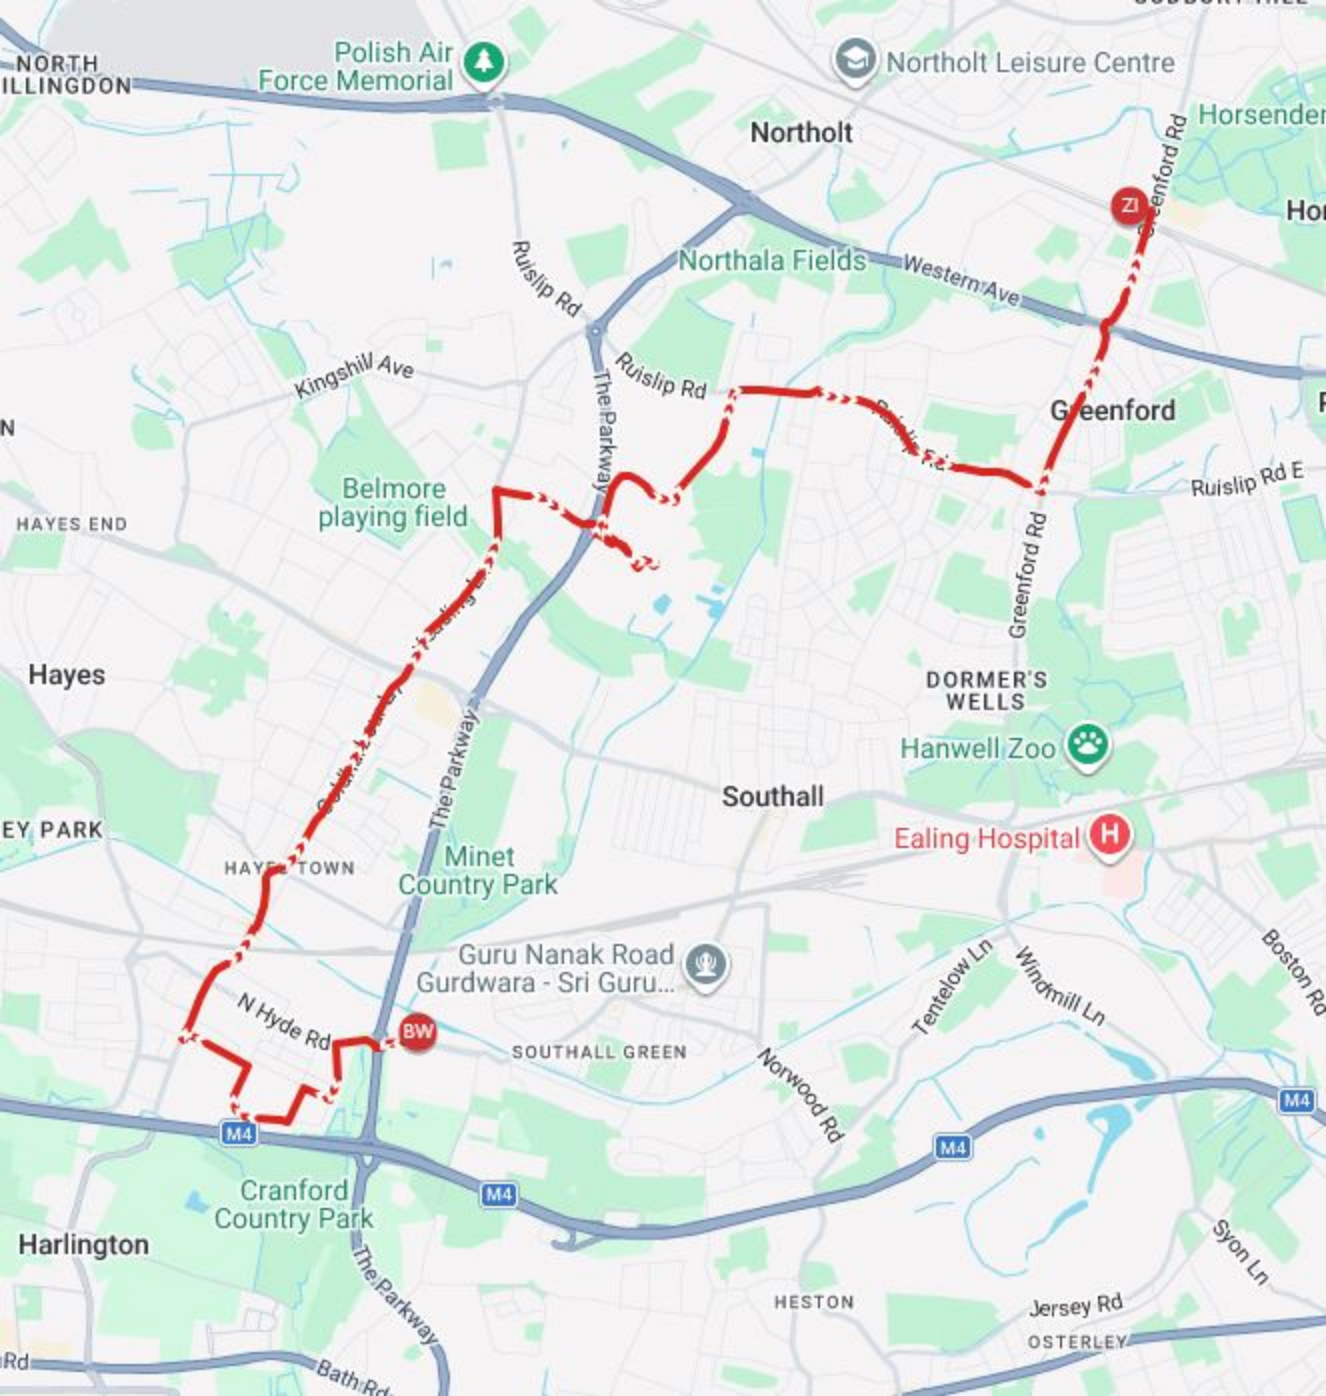 NORTH
ILLINGDON
Polish Air
Force Memorial
Northolt Leisure Centre
Northolt
Horsenden
Greenford Rd
ZI
Hor
Ruislip Rd
Northala Fields
Western Ave
Kingshill Ave
Ruislip Rd
The Parkway
Greenford
Ruislip Rd
Ruislip Rd E
N
Belmore
playing field
HAYES END
Greenford Rd
Hayes
DORMER'S
WELLS
Hanwell Zoo
The Parkway
Southall
EY PARK
Ealing Hospital
H
HAYES TOWN
Minet
Country Park
Guru Nanak Road
Gurdwara - Sri Guru...
Tentelow Ln
Windmill Ln
Boston Rd
N Hyde Rd
BW
SOUTHALL GREEN
Norwood Rd
M4
M4
M4
M4
Cranford
Country Park
Harlington
The Parkway
Syon Ln
HESTON
Jersey Rd
OSTERLEY
Rd
Bath Rd